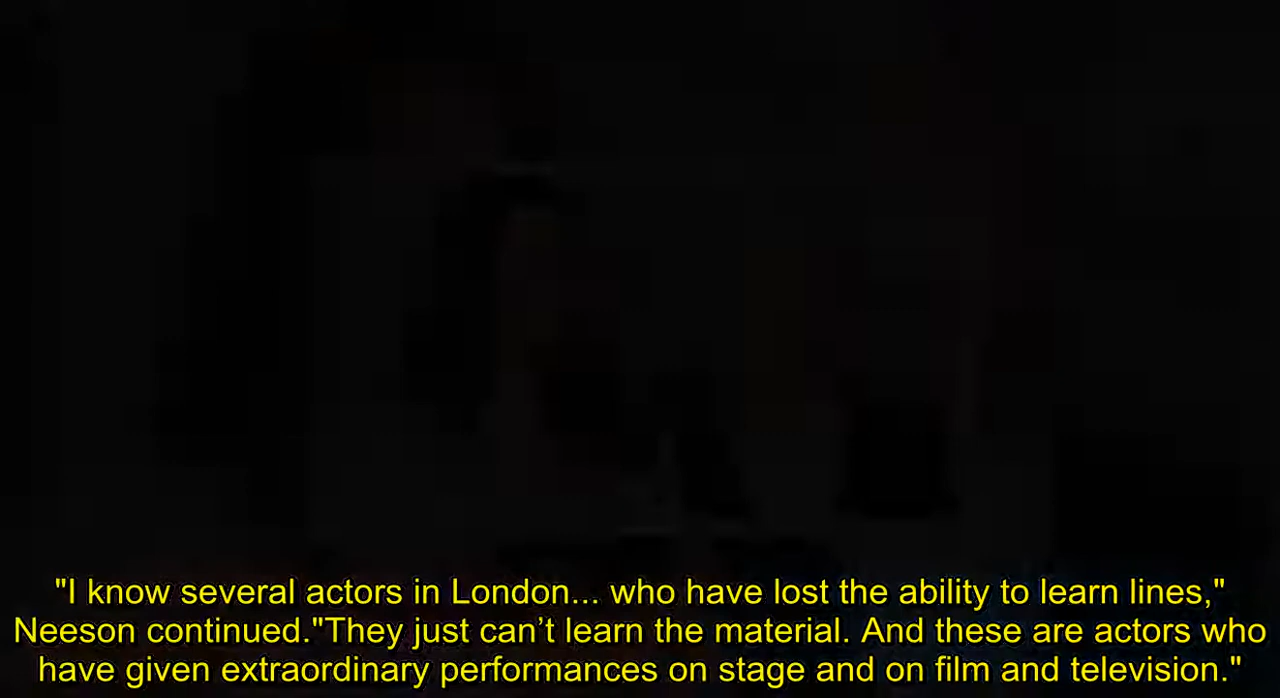 "I know several actors in London... who have lost the ability to learn lines,"
Neeson continued."They just can’t learn the material. And these are actors who
have given extraordinary performances on stage and on film and television."